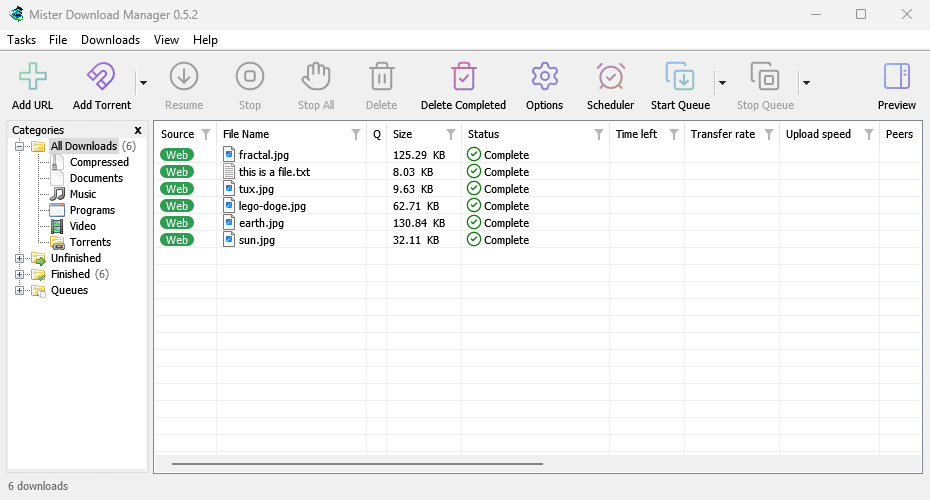 Mister Download Manager 0.5.2
Tasks File Downloads View Help
Add URL Add Torrent Resume Stop Stop All Delete Delete Completed Options Scheduler Start Queue Stop Queue Preview
Categories x
All Downloads (6)
Compressed
Documents
Music
Programs
Video
Torrents
Unfinished
Finished (6)
Queues
Source File Name Q Size Status Time left Transfer rate Upload speed Peers
Web fractal.jpg 125.29 KB Complete
Web this is a file.txt 8.03 KB Complete
Web tux.jpg 9.63 KB Complete
Web lego-doge.jpg 62.71 KB Complete
Web earth.jpg 130.84 KB Complete
Web sun.jpg 32.11 KB Complete
6 downloads